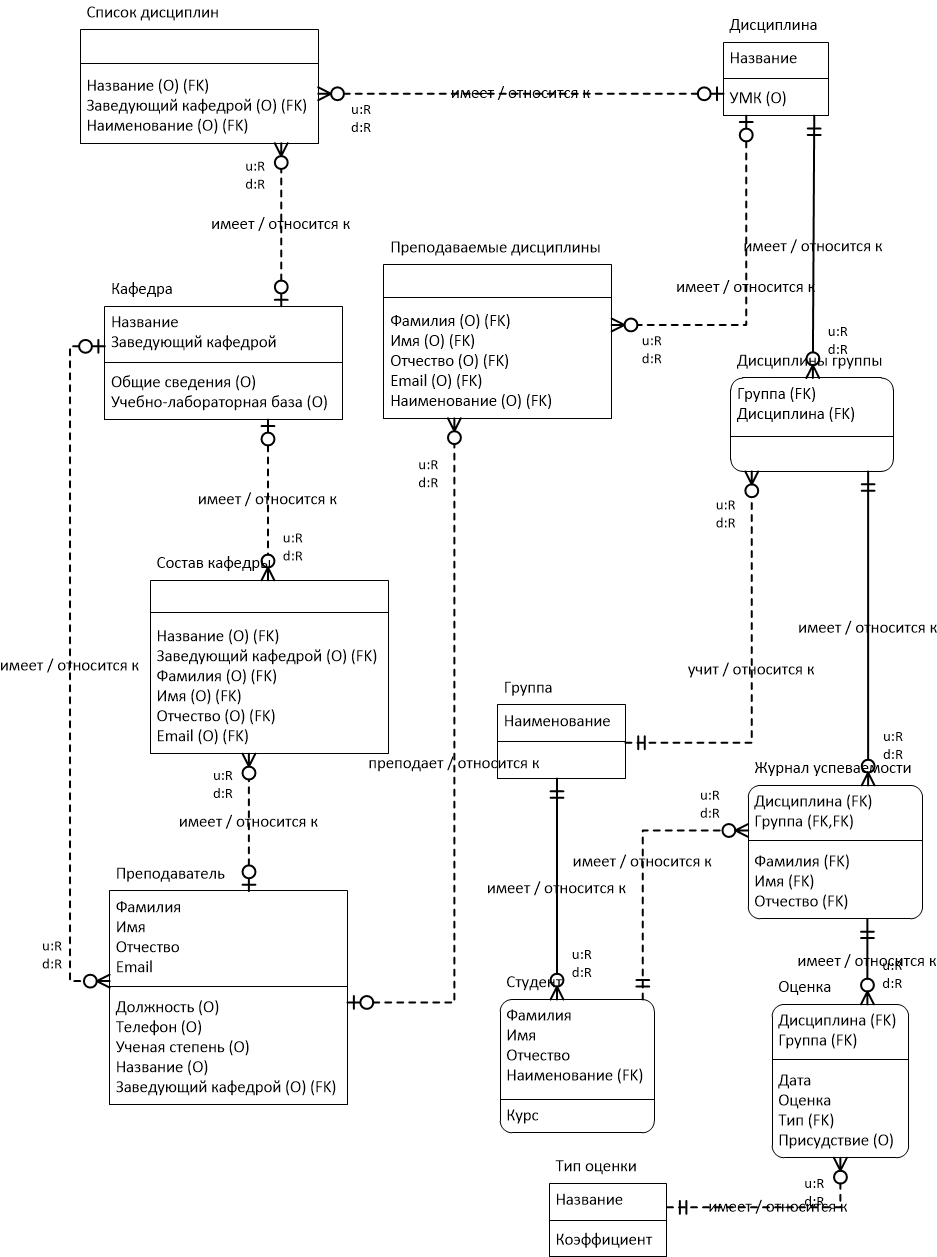 Список дисциплин
Название (О) (FK)
Заведующий кафедрой (О) (FK)
Наименование (О) (FK)
u:R
d:R
имеет / относится к
Дисциплина
Название
УМК (О)
u:R
d:R
имеет / относится к
Кафедра
Название
Заведующий кафедрой
Общие сведения (О)
Учебно-лабораторная база (О)
Преподаваемые дисциплины
Фамилия (О) (FK)
Имя (О) (FK)
Отчество (О) (FK)
Email (О) (FK)
Наименование (О) (FK)
имеет / относится к
имеет / относится к
u:R
d:R
u:R
d:R
Дисциплины группы
Группа (FK)
Дисциплина (FK)
u:R
d:R
имеет / относится к
u:R
d:R
u:R
d:R
Состав кафедры
Название (О) (FK)
Заведующий кафедрой (О) (FK)
Фамилия (О) (FK)
Имя (О) (FK)
Отчество (О) (FK)
Email (О) (FK)
имеет / относится к
имеет / относится к
учит / относится к
Группа
Наименование
преподает / относится к
u:R
d:R
Журнал успеваемости
Дисциплина (FK)
Группа (FK,FK)
Фамилия (FK)
Имя (FK)
Отчество (FK)
u:R
d:R
имеет / относится к
u:R
d:R
имеет / относится к
имеет / относится к
Преподаватель
Фамилия
Имя
Отчество
Email
Должность (О)
Телефон (О)
Ученая степень (О)
Название (О)
Заведующий кафедрой (О) (FK)
u:R
d:R
u:R
d:R
Студент
Фамилия
Имя
Отчество
Наименование (FK)
Курс
имеет / относится к
u:R
d:R
Оценка
Дисциплина (FK)
Группа (FK)
Дата
Оценка
Тип (FK)
Присудствие (О)
Тип оценки
Название
Коэффициент
u:R
d:R
имеет / относится к